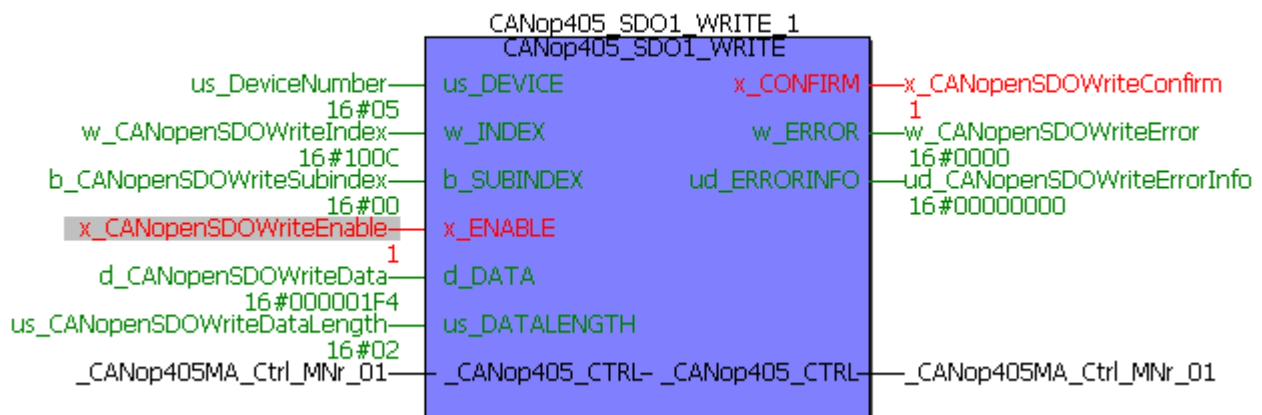 CANop405_SDO1_WRITE_1
CANop405_SDO1_WRITE
us_DeviceNumber us_DEVICE x_CONFIRM x_CANopenSDOWriteConfirm
16#05 1
w_CANopenSDOWriteIndex w_INDEX w_ERROR w_CANopenSDOWriteError
16#100C 16#0000
b_CANopenSDOWriteSubindex b_SUBINDEX ud_ERRORINFO ud_CANopenSDOWriteErrorInfo
16#00 16#00000000
x_CANopenSDOWriteEnable x_ENABLE
1
d_CANopenSDOWriteData d_DATA
16#000001F4
us_CANopenSDOWriteDataLength us_DATALENGTH
16#02
_CANop405MA_Ctrl_MNr_01 _CANop405_CTRL _CANop405_CTRL _CANop405MA_Ctrl_MNr_01